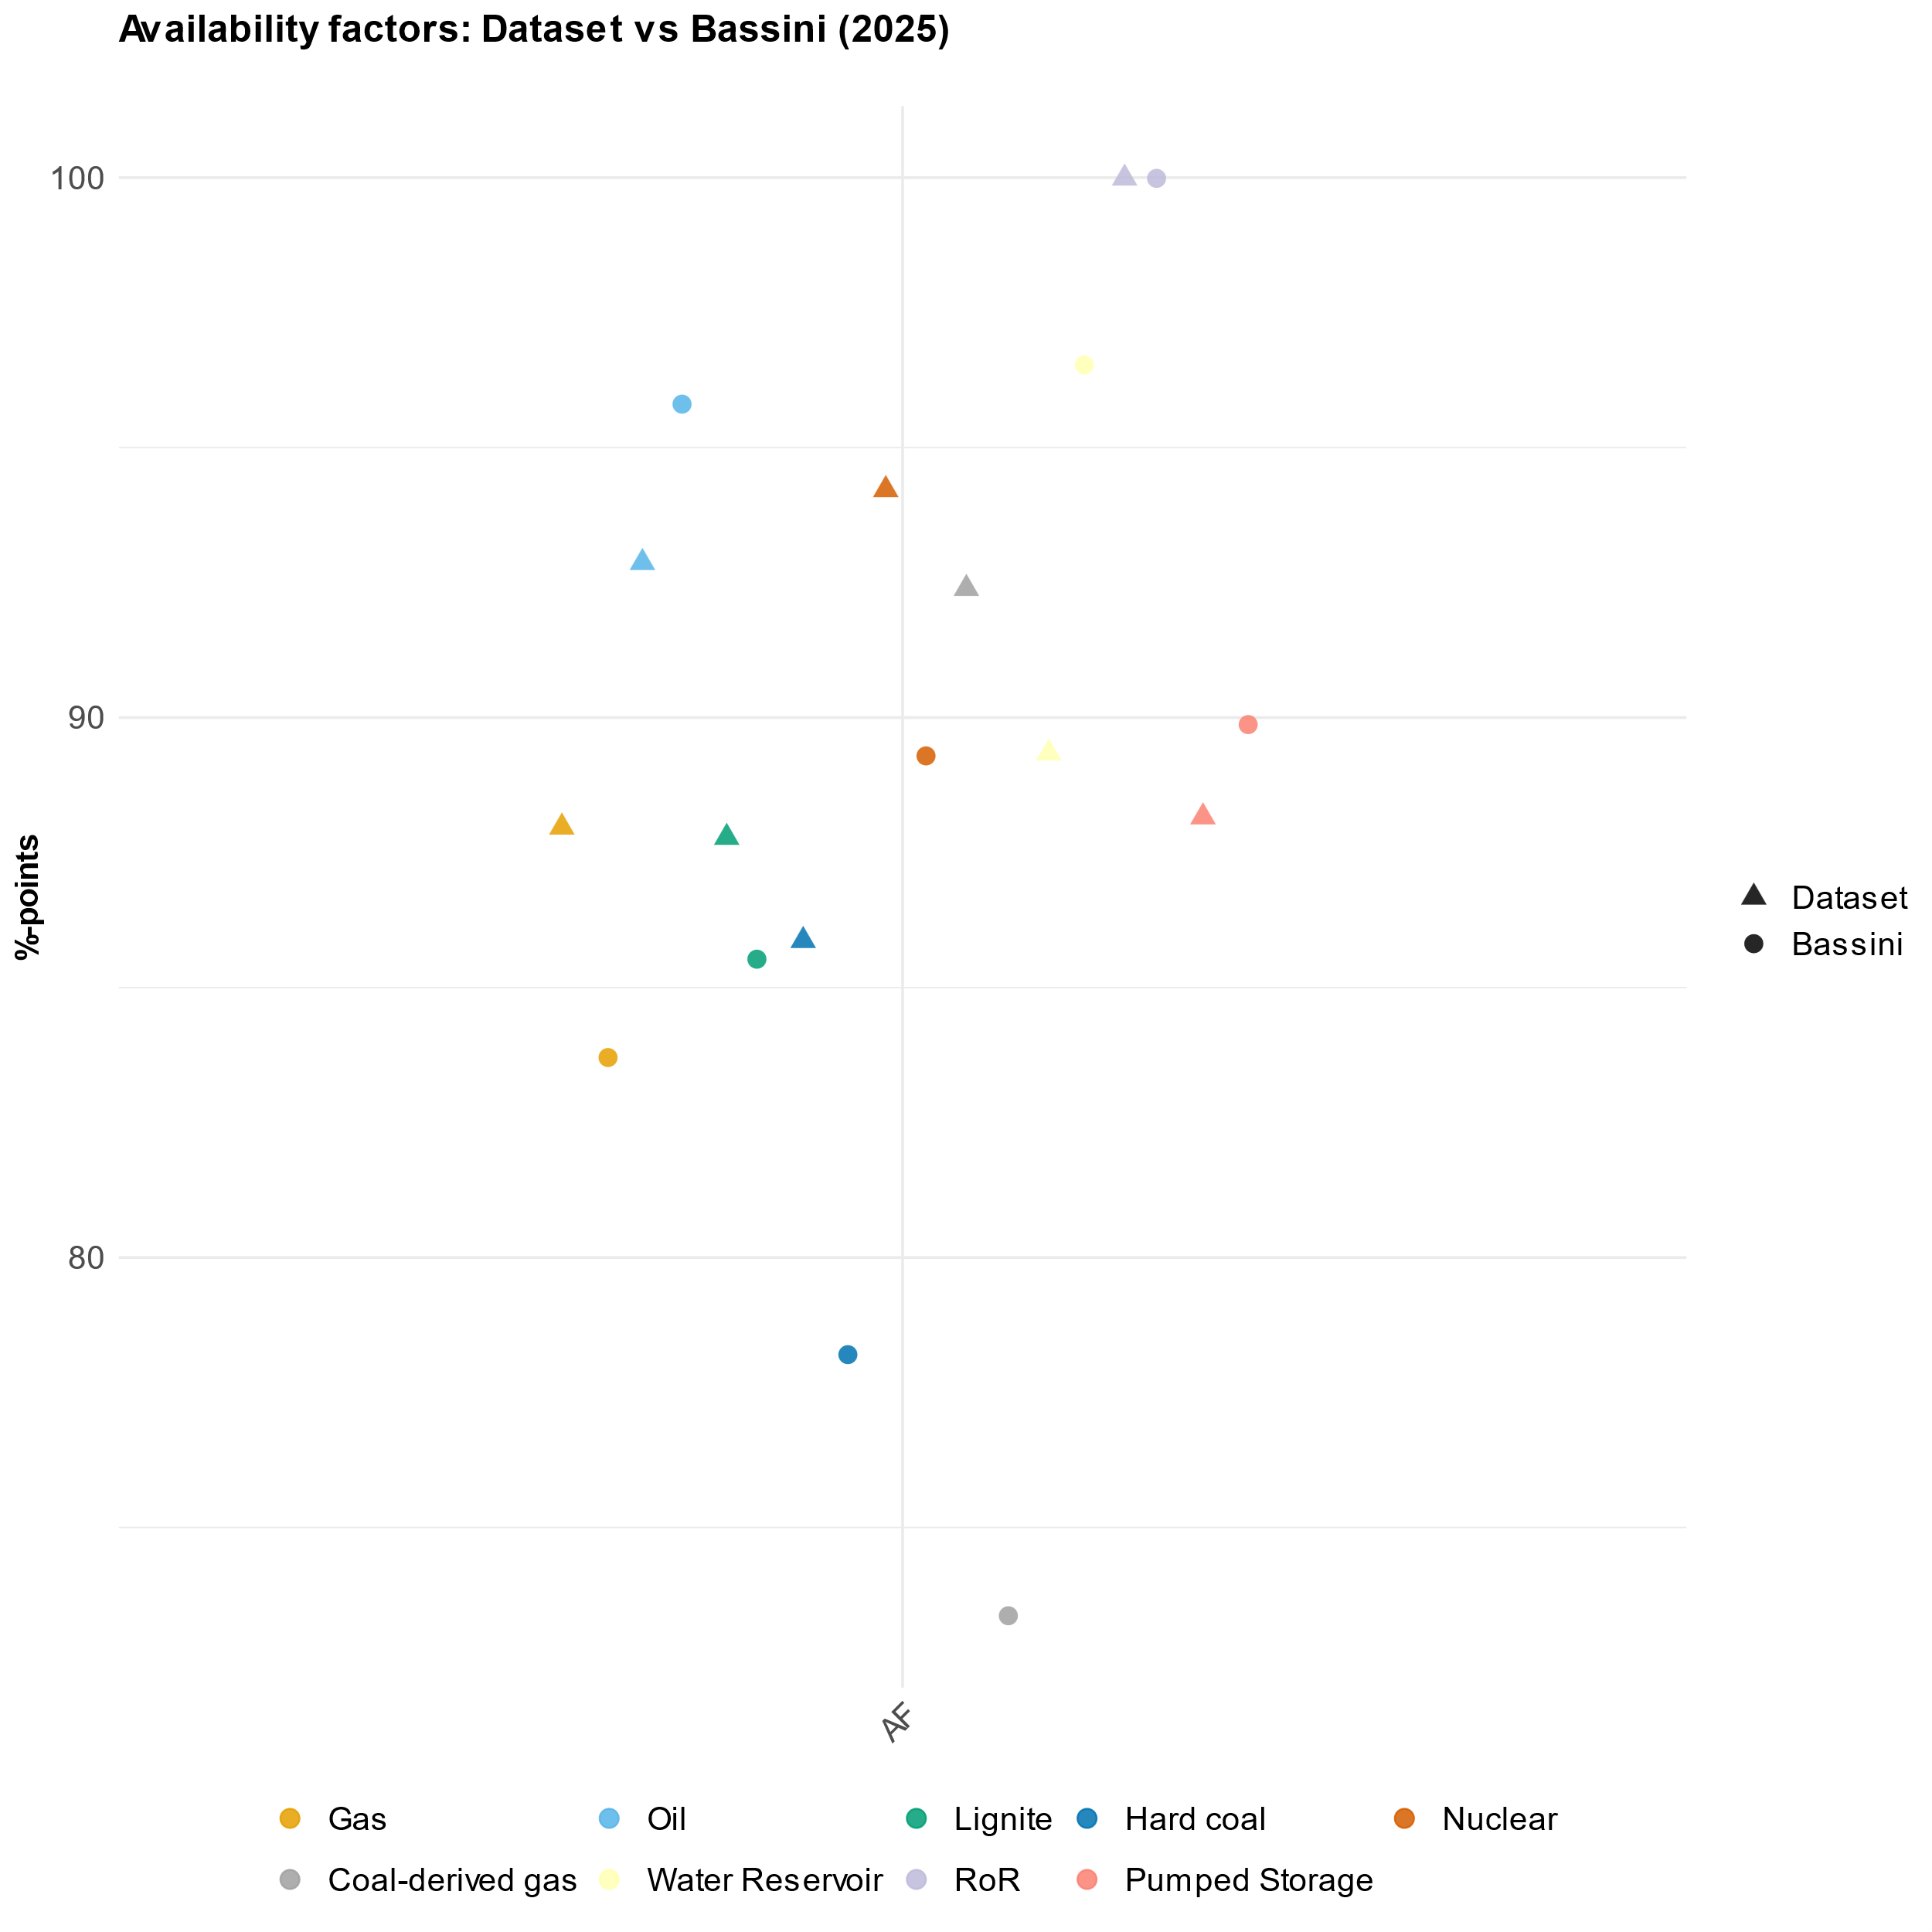 Availability factors: Dataset vs Bassini (2025)
100
90
80
%-points
AF
Dataset
Bassini
Gas
Oil
Lignite
Hard coal
Nuclear
Coal-derived gas
Water Reservoir
RoR
Pumped Storage